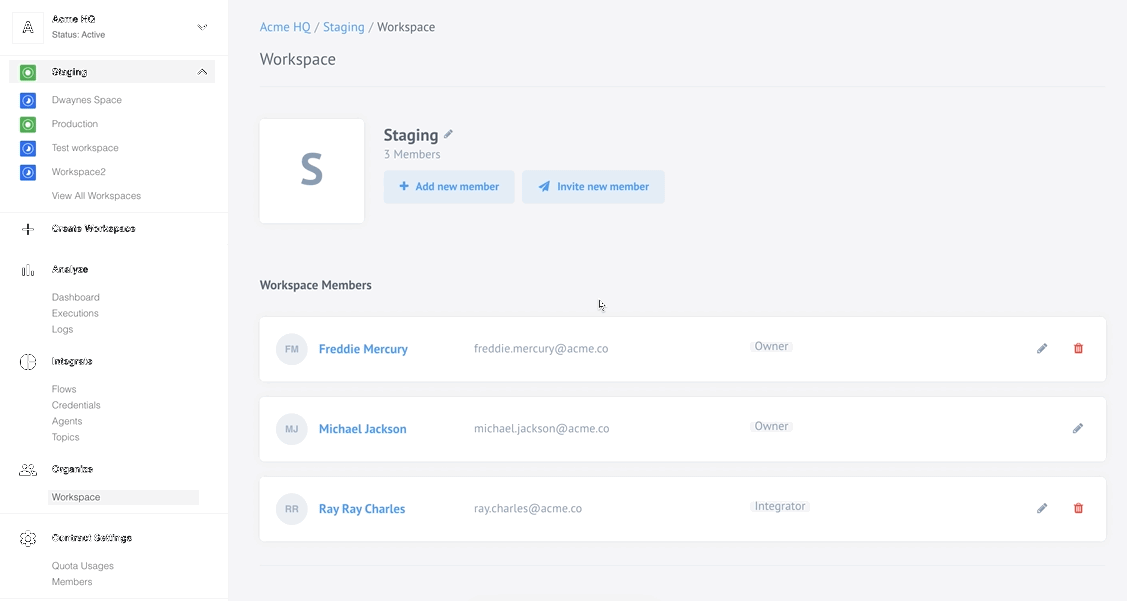 A
Acme HQ
Status: Active
Staging
Dwaynes Space
Production
Test workspace
Workspace2
View All Workspaces
Create Workspace
Analyze
Dashboard
Executions
Logs
Integrate
Flows
Credentials
Agents
Topics
Organize
Workspace
Contract Settings
Quota Usages
Members
Acme HQ / Staging / Workspace
Workspace
S
Staging
3 Members
Add new member
Invite new member
Workspace Members
FM Freddie Mercury freddie.mercury@acme.co Owner
MJ Michael Jackson michael.jackson@acme.co Owner
RR Ray Ray Charles ray.charles@acme.co Integrator